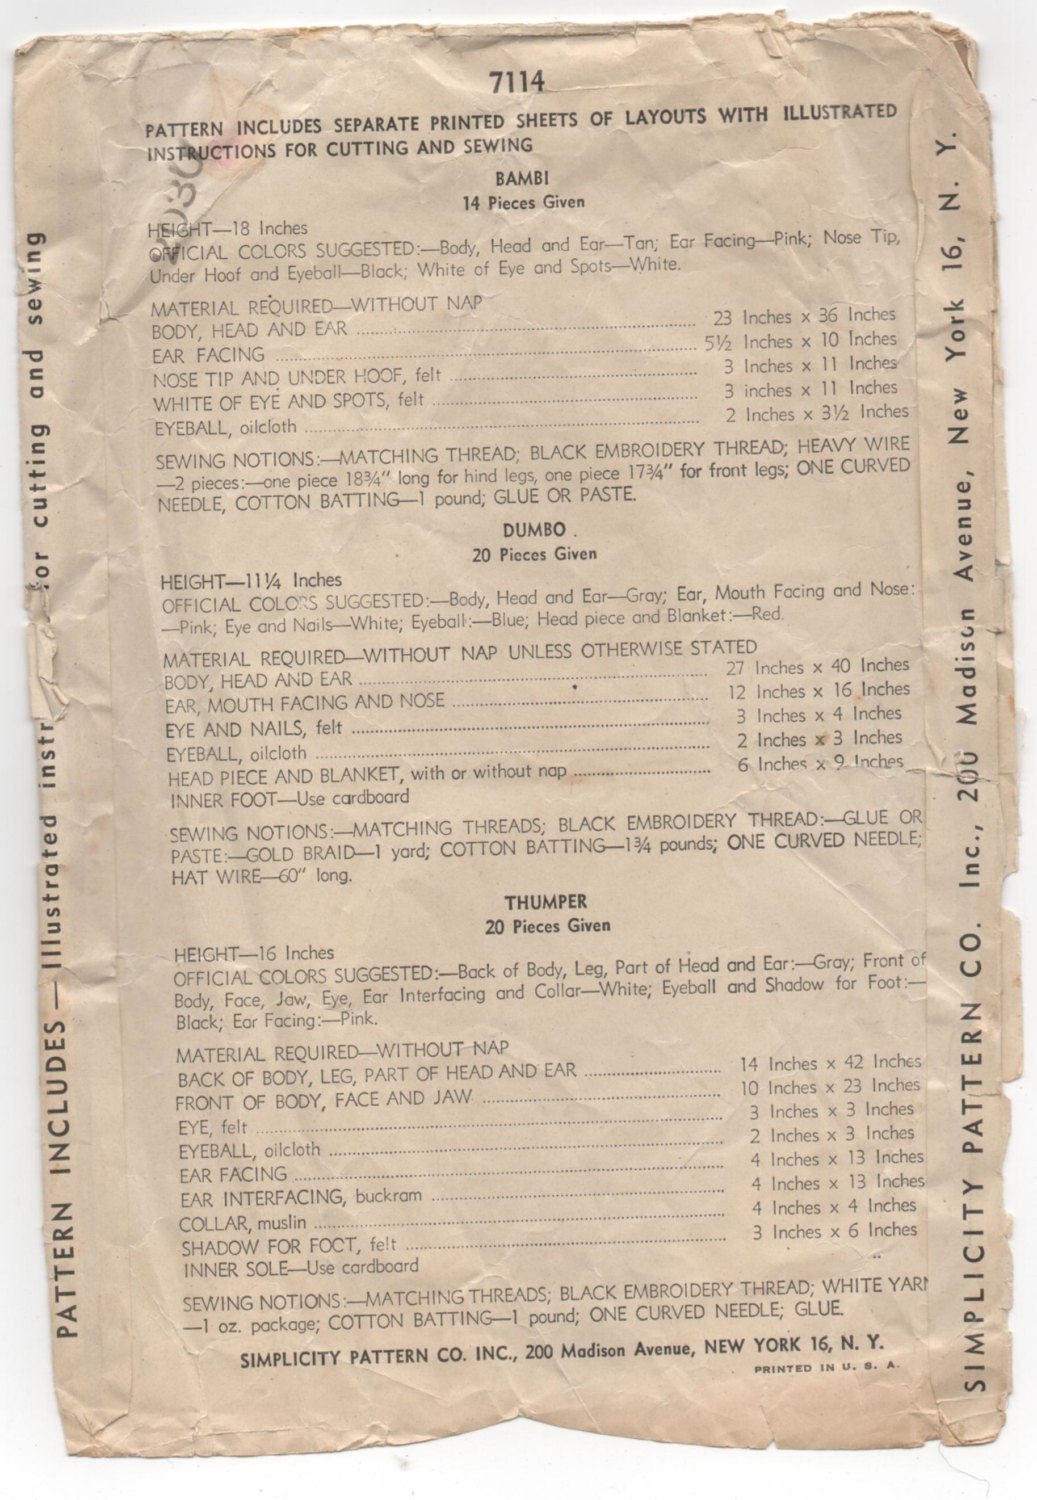 7114
PATTERN INCLUDES SEPARATE PRINTED SHEETS OF LAYOUTS WITH ILLUSTRATED
INSTRUCTIONS FOR CUTTING AND SEWING
BAMBI
14 Pieces Given
HEIGHT—18 Inches
OFFICIAL COLORS SUGGESTED:—Body, Head and Ear—Tan; Ear Facing—Pink; Nose Tip,
Under Hoof and Eyeball—Black; White of Eye and Spots—White.
MATERIAL REQUIRED—WITHOUT NAP
BODY, HEAD AND EAR ........ 23 Inches x 36 Inches
EAR FACING ........ 5½ Inches x 10 Inches
NOSE TIP AND UNDER HOOF, felt ........ 3 Inches x 11 Inches
WHITE OF EYE AND SPOTS, felt ........ 3 inches x 11 Inches
EYEBALL, oilcloth ........ 2 Inches x 3½ Inches
SEWING NOTIONS:—MATCHING THREAD; BLACK EMBROIDERY THREAD; HEAVY WIRE
—2 pieces:—one piece 18¾" long for hind legs, one piece 17¾" for front legs; ONE CURVED
NEEDLE, COTTON BATTING—1 pound; GLUE OR PASTE.
DUMBO
20 Pieces Given
HEIGHT—11¼ Inches
OFFICIAL COLORS SUGGESTED:—Body, Head and Ear—Gray; Ear, Mouth Facing and Nose:
—Pink; Eye and Nails—White; Eyeball:—Blue; Head piece and Blanket:—Red.
MATERIAL REQUIRED—WITHOUT NAP UNLESS OTHERWISE STATED
BODY, HEAD AND EAR ........ 27 Inches x 40 Inches
EAR, MOUTH FACING AND NOSE ........ 12 Inches x 16 Inches
EYE AND NAILS, felt ........ 3 Inches x 4 Inches
EYEBALL, oilcloth ........ 2 Inches x 3 Inches
HEAD PIECE AND BLANKET, with or without nap ........ 6 Inches x 9 Inches
INNER FOOT—Use cardboard
SEWING NOTIONS:—MATCHING THREADS; BLACK EMBROIDERY THREAD:—GLUE OR
PASTE:—GOLD BRAID—1 yard; COTTON BATTING—1¾ pounds; ONE CURVED NEEDLE;
HAT WIRE—60" long.
THUMPER
20 Pieces Given
HEIGHT—16 Inches
OFFICIAL COLORS SUGGESTED:—Back of Body, Leg, Part of Head and Ear:—Gray; Front of
Body, Face, Jaw, Eye, Ear Interfacing and Collar—White; Eyeball and Shadow for Foot:—
Black; Ear Facing:—Pink.
MATERIAL REQUIRED—WITHOUT NAP
BACK OF BODY, LEG, PART OF HEAD AND EAR ........ 14 Inches x 42 Inches
FRONT OF BODY, FACE AND JAW ........ 10 Inches x 23 Inches
EYE, felt ........ 3 Inches x 3 Inches
EYEBALL, oilcloth ........ 2 Inches x 3 Inches
EAR FACING ........ 4 Inches x 13 Inches
EAR INTERFACING, buckram ........ 4 Inches x 13 Inches
COLLAR, muslin ........ 4 Inches x 4 Inches
SHADOW FOR FOOT, felt ........ 3 Inches x 6 Inches
INNER SOLE—Use cardboard
SEWING NOTIONS:—MATCHING THREADS; BLACK EMBROIDERY THREAD; WHITE YARN
—1 oz. package; COTTON BATTING—1 pound; ONE CURVED NEEDLE; GLUE.
SIMPLICITY PATTERN CO. INC., 200 Madison Avenue, NEW YORK 16, N. Y.
PRINTED IN U. S. A.
PATTERN INCLUDES—Illustrated instr for cutting and sewing
SIMPLICITY PATTERN CO. Inc., 200 Madison Avenue, New York 16, N. Y.